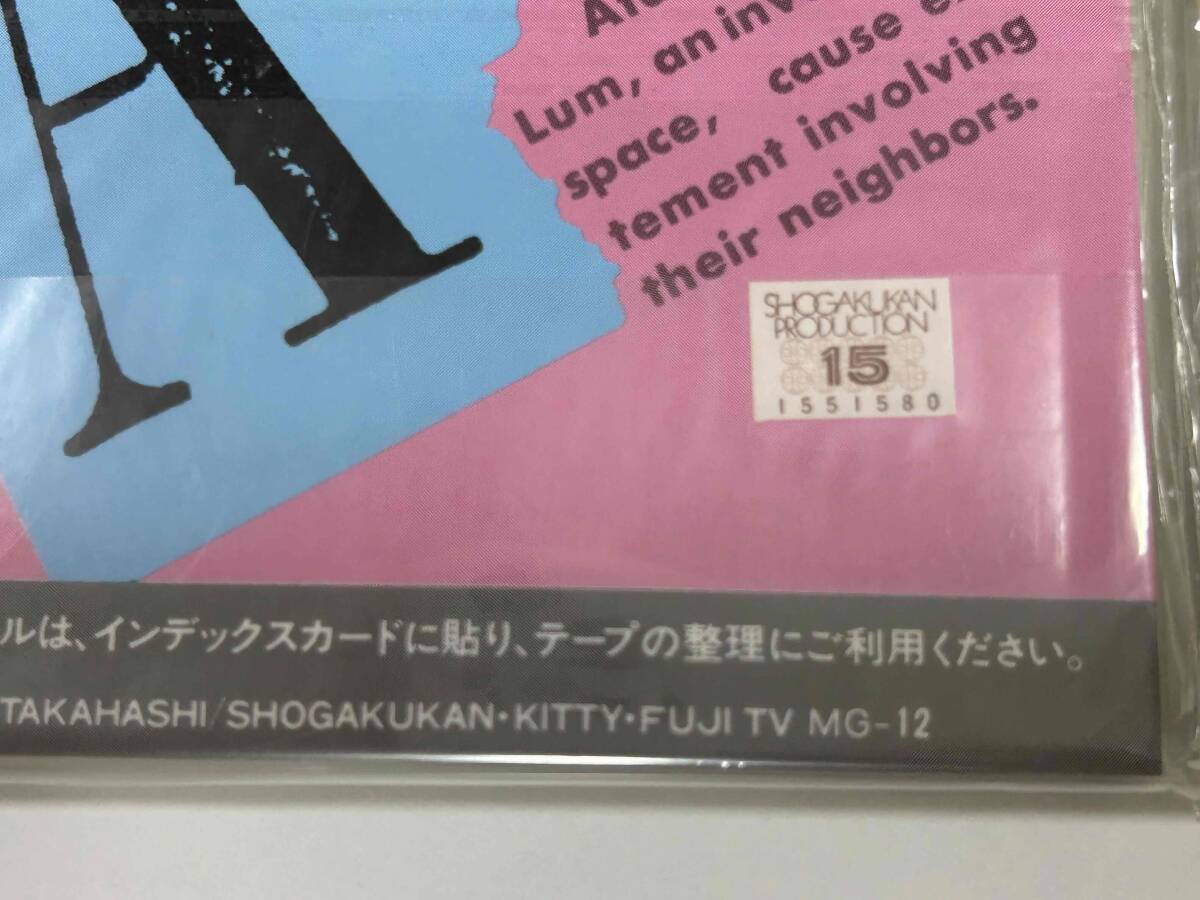 Lum, an
space, cause
tement involving
their neighbors.
SHOGAKUKAN
PRODUCTION
15
1551580
ルは、インデックスカードに貼り、テープの整理にご利用ください。
TAKAHASHI/SHOGAKUKAN・KITTY・FUJI TV MG-12